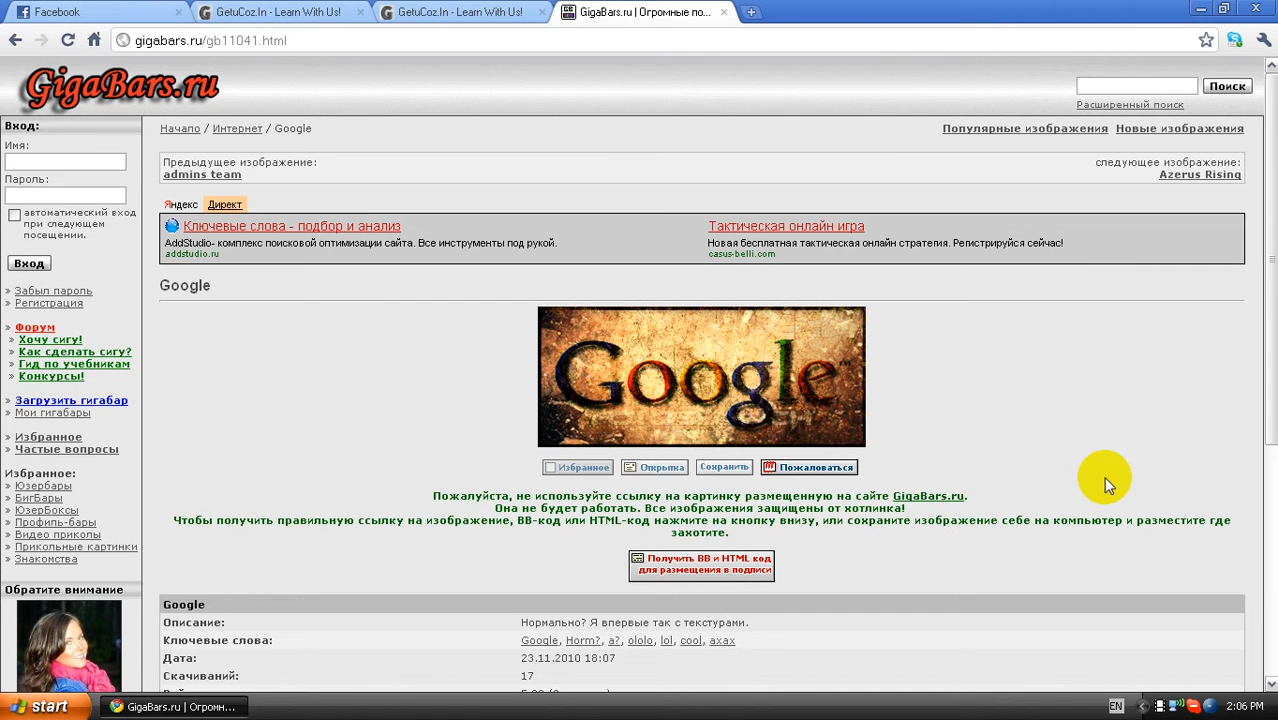 Facebook
GetuCoz.In - Learn With Us!
GetuCoz.In - Learn With Us!
GigaBars.ru | Огромные по...
gigabars.ru/gb11041.html
GigaBars.ru
Поиск
Расширенный поиск
Вход:
Имя:
Пароль:
автоматический вход
при следующем
посещении.
Вход
» Забыл пароль
» Регистрация
» Форум
» Хочу сигу!
» Как сделать сигу?
» Гид по учебникам
» Конкурсы!
» Загрузить гигабар
» Мои гигабары
» Избранное
» Частые вопросы
Избранное:
» Юзербары
» БигБары
» ЮзерБоксы
» Профиль-бары
» Видео приколы
» Прикольные картинки
» Знакомства
Обратите внимание
Начало / Интернет / Google
Популярные изображения Новые изображения
Предыдущее изображение:
admins team
следующее изображение:
Azerus Rising
Яндекс Директ
Ключевые слова - подбор и анализ
AddStudio- комплекс поисковой оптимизации сайта. Все инструменты под рукой.
addstudio.ru
Тактическая онлайн игра
Новая бесплатная тактическая онлайн стратегия. Регистрируйся сейчас!
casus-belli.com
Google
Google
Избранное Открытка Сохранить Пожаловаться
Пожалуйста, не используйте ссылку на картинку размещенную на сайте GigaBars.ru.
Она не будет работать. Все изображения защищены от хотлинка!
Чтобы получить правильную ссылку на изображение, BB-код или HTML-код нажмите на кнопку внизу, или сохраните изображение себе на компьютер и разместите где
захотите.
Получить BB и HTML код
для размещения в подписи
Google
Описание: Нормально? Я впервые так с текстурами.
Ключевые слова: Google, Норм?, а?, ololo, lol, cool, ахах
Дата: 23.11.2010 18:07
Скачиваний: 17
start
GigaBars.ru | Огромн...
EN
2:06 PM